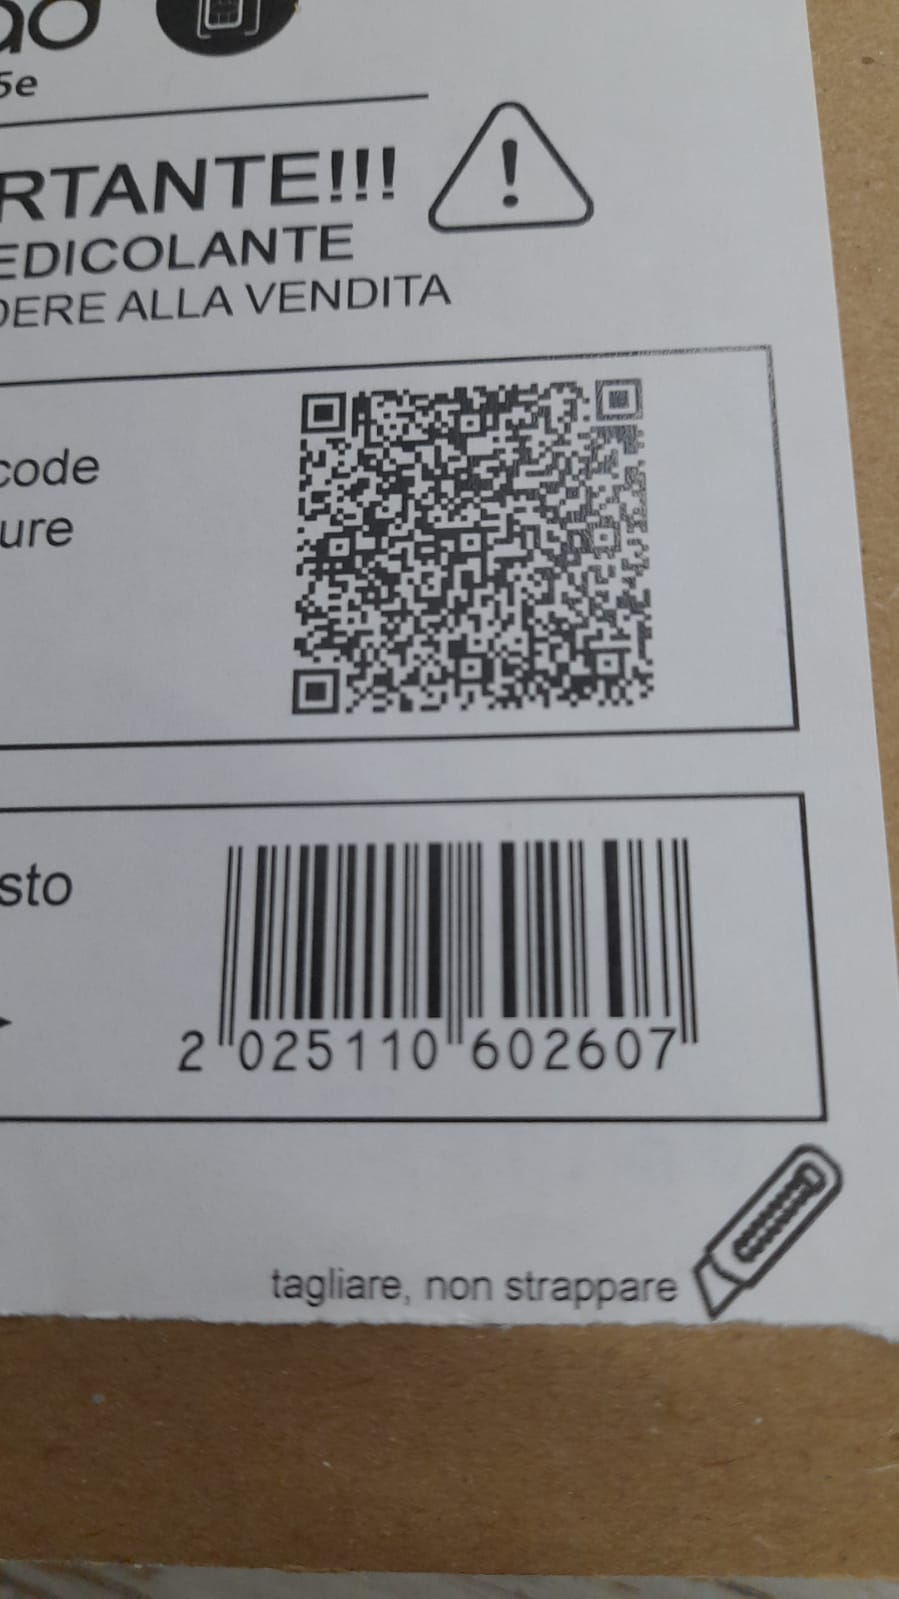 5e
RTANTE!!!
EDICOLANTE
DERE ALLA VENDITA
code
ure
sto
2 025110 602607
tagliare, non strappare